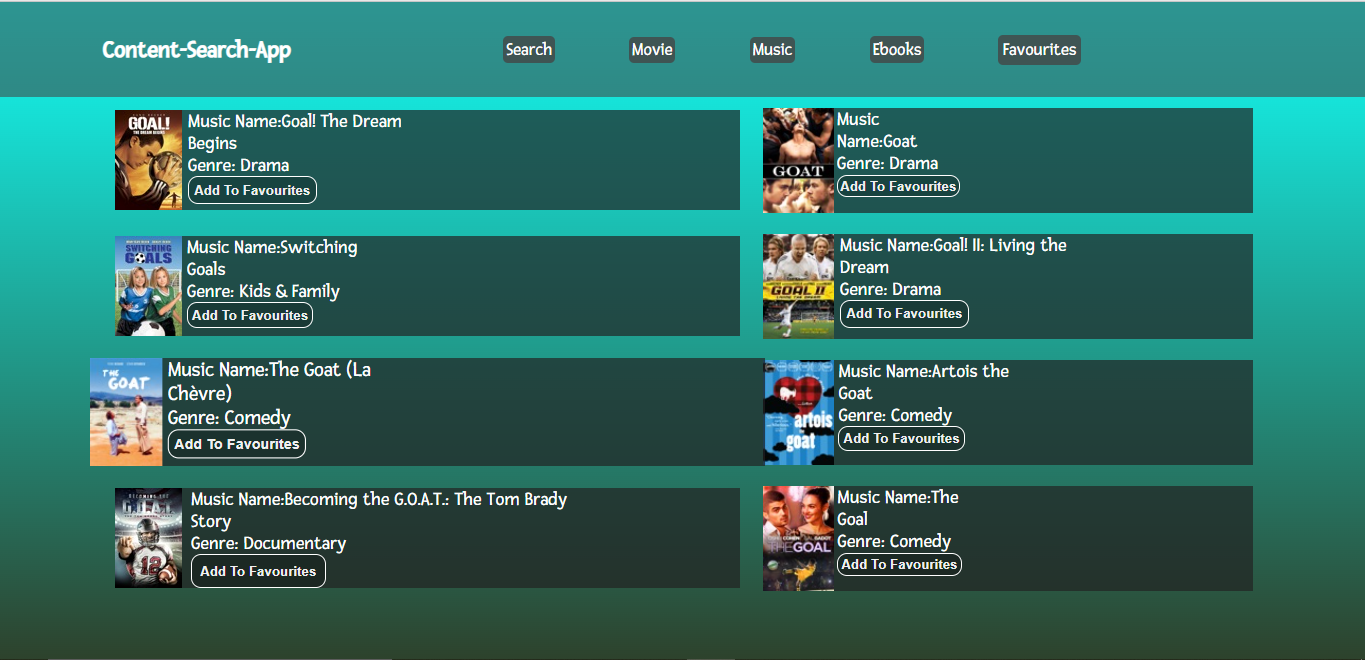 Content-Search-App
Search
Movie
Music
Ebooks
Favourites
GOAL!
THE DREAM BEGINS
Music Name:Goal! The Dream
Begins
Genre: Drama
Add To Favourites
GOAT
Music
Name:Goat
Genre: Drama
Add To Favourites
SWITCHING
GOALS
Music Name:Switching
Goals
Genre: Kids & Family
Add To Favourites
GOAL II
Music Name:Goal! II: Living the
Dream
Genre: Drama
Add To Favourites
THE
GOAT
Music Name:The Goat (La
Chèvre)
Genre: Comedy
Add To Favourites
artois
the
goat
Music Name:Artois the
Goat
Genre: Comedy
Add To Favourites
BECOMING THE
G.O.A.T.
12
Music Name:Becoming the G.O.A.T.: The Tom Brady
Story
Genre: Documentary
Add To Favourites
THE GOAL
Music Name:The
Goal
Genre: Comedy
Add To Favourites